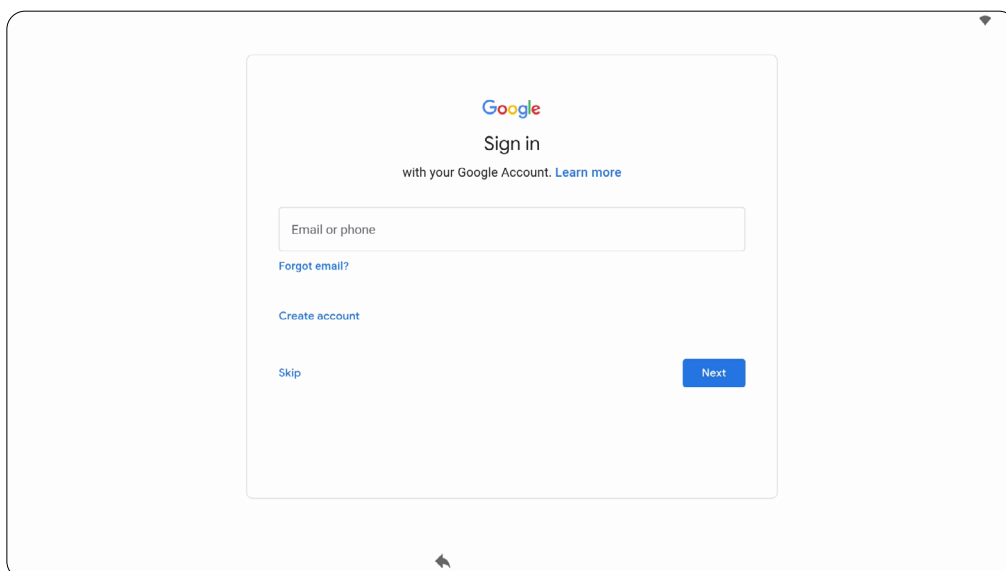 Google
Sign in
with your Google Account. Learn more
Email or phone
Forgot email?
Create account
Skip
Next